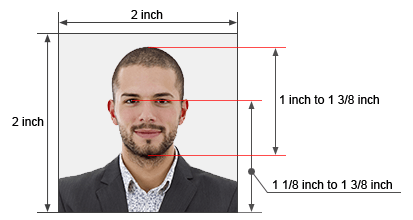 2 inch
2 inch
1 inch to 1 3/8 inch
1 1/8 inch to 1 3/8 inch